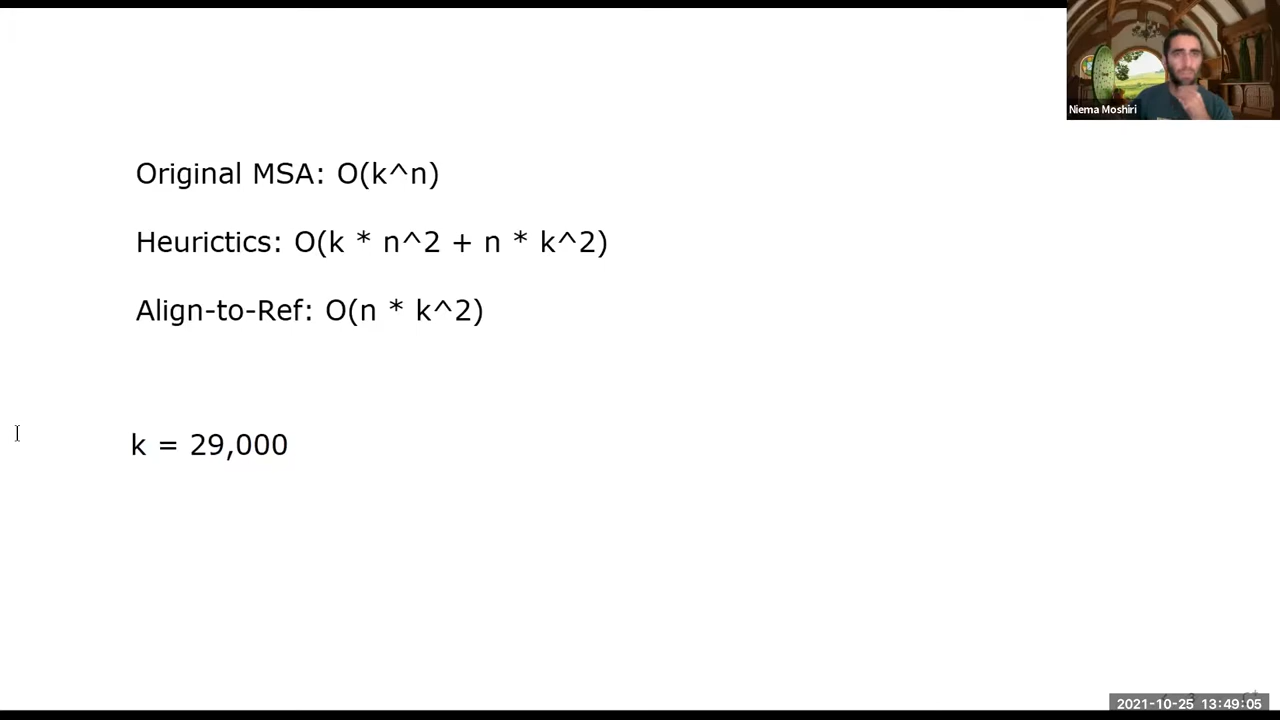 Niema Moshiri
Original MSA: O(k^n)
Heurictics: O(k * n^2 + n * k^2)
Align-to-Ref: O(n * k^2)
k = 29,000
2021-10-25 13:49:05